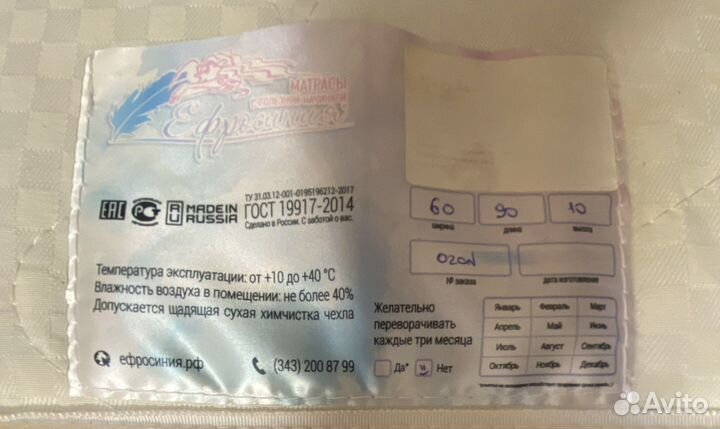 МАТРАСЫ
с ПОЛЕЗНОЙ НАЧИНКОЙ
Ефросиния
EAC
MADE IN
RUSSIA
ТУ 31.03.12-001-0195196212-2017
ГОСТ 19917-2014
Сделано в России. С заботой о вас.
60 90 10
ширина длина высота
OZON
№ заказа дата изготовления
Температура эксплуатации: от +10 до +40 °C
Влажность воздуха в помещении: не более 40%
Допускается щадящая сухая химчистка чехла
ефросиния.рф (343) 200 87 99
Желательно
переворачивать
каждые три месяца
Да* Нет
Январь Февраль Март
Апрель Май Июнь
Июль Август Сентябрь
Октябрь Ноябрь Декабрь
Avito